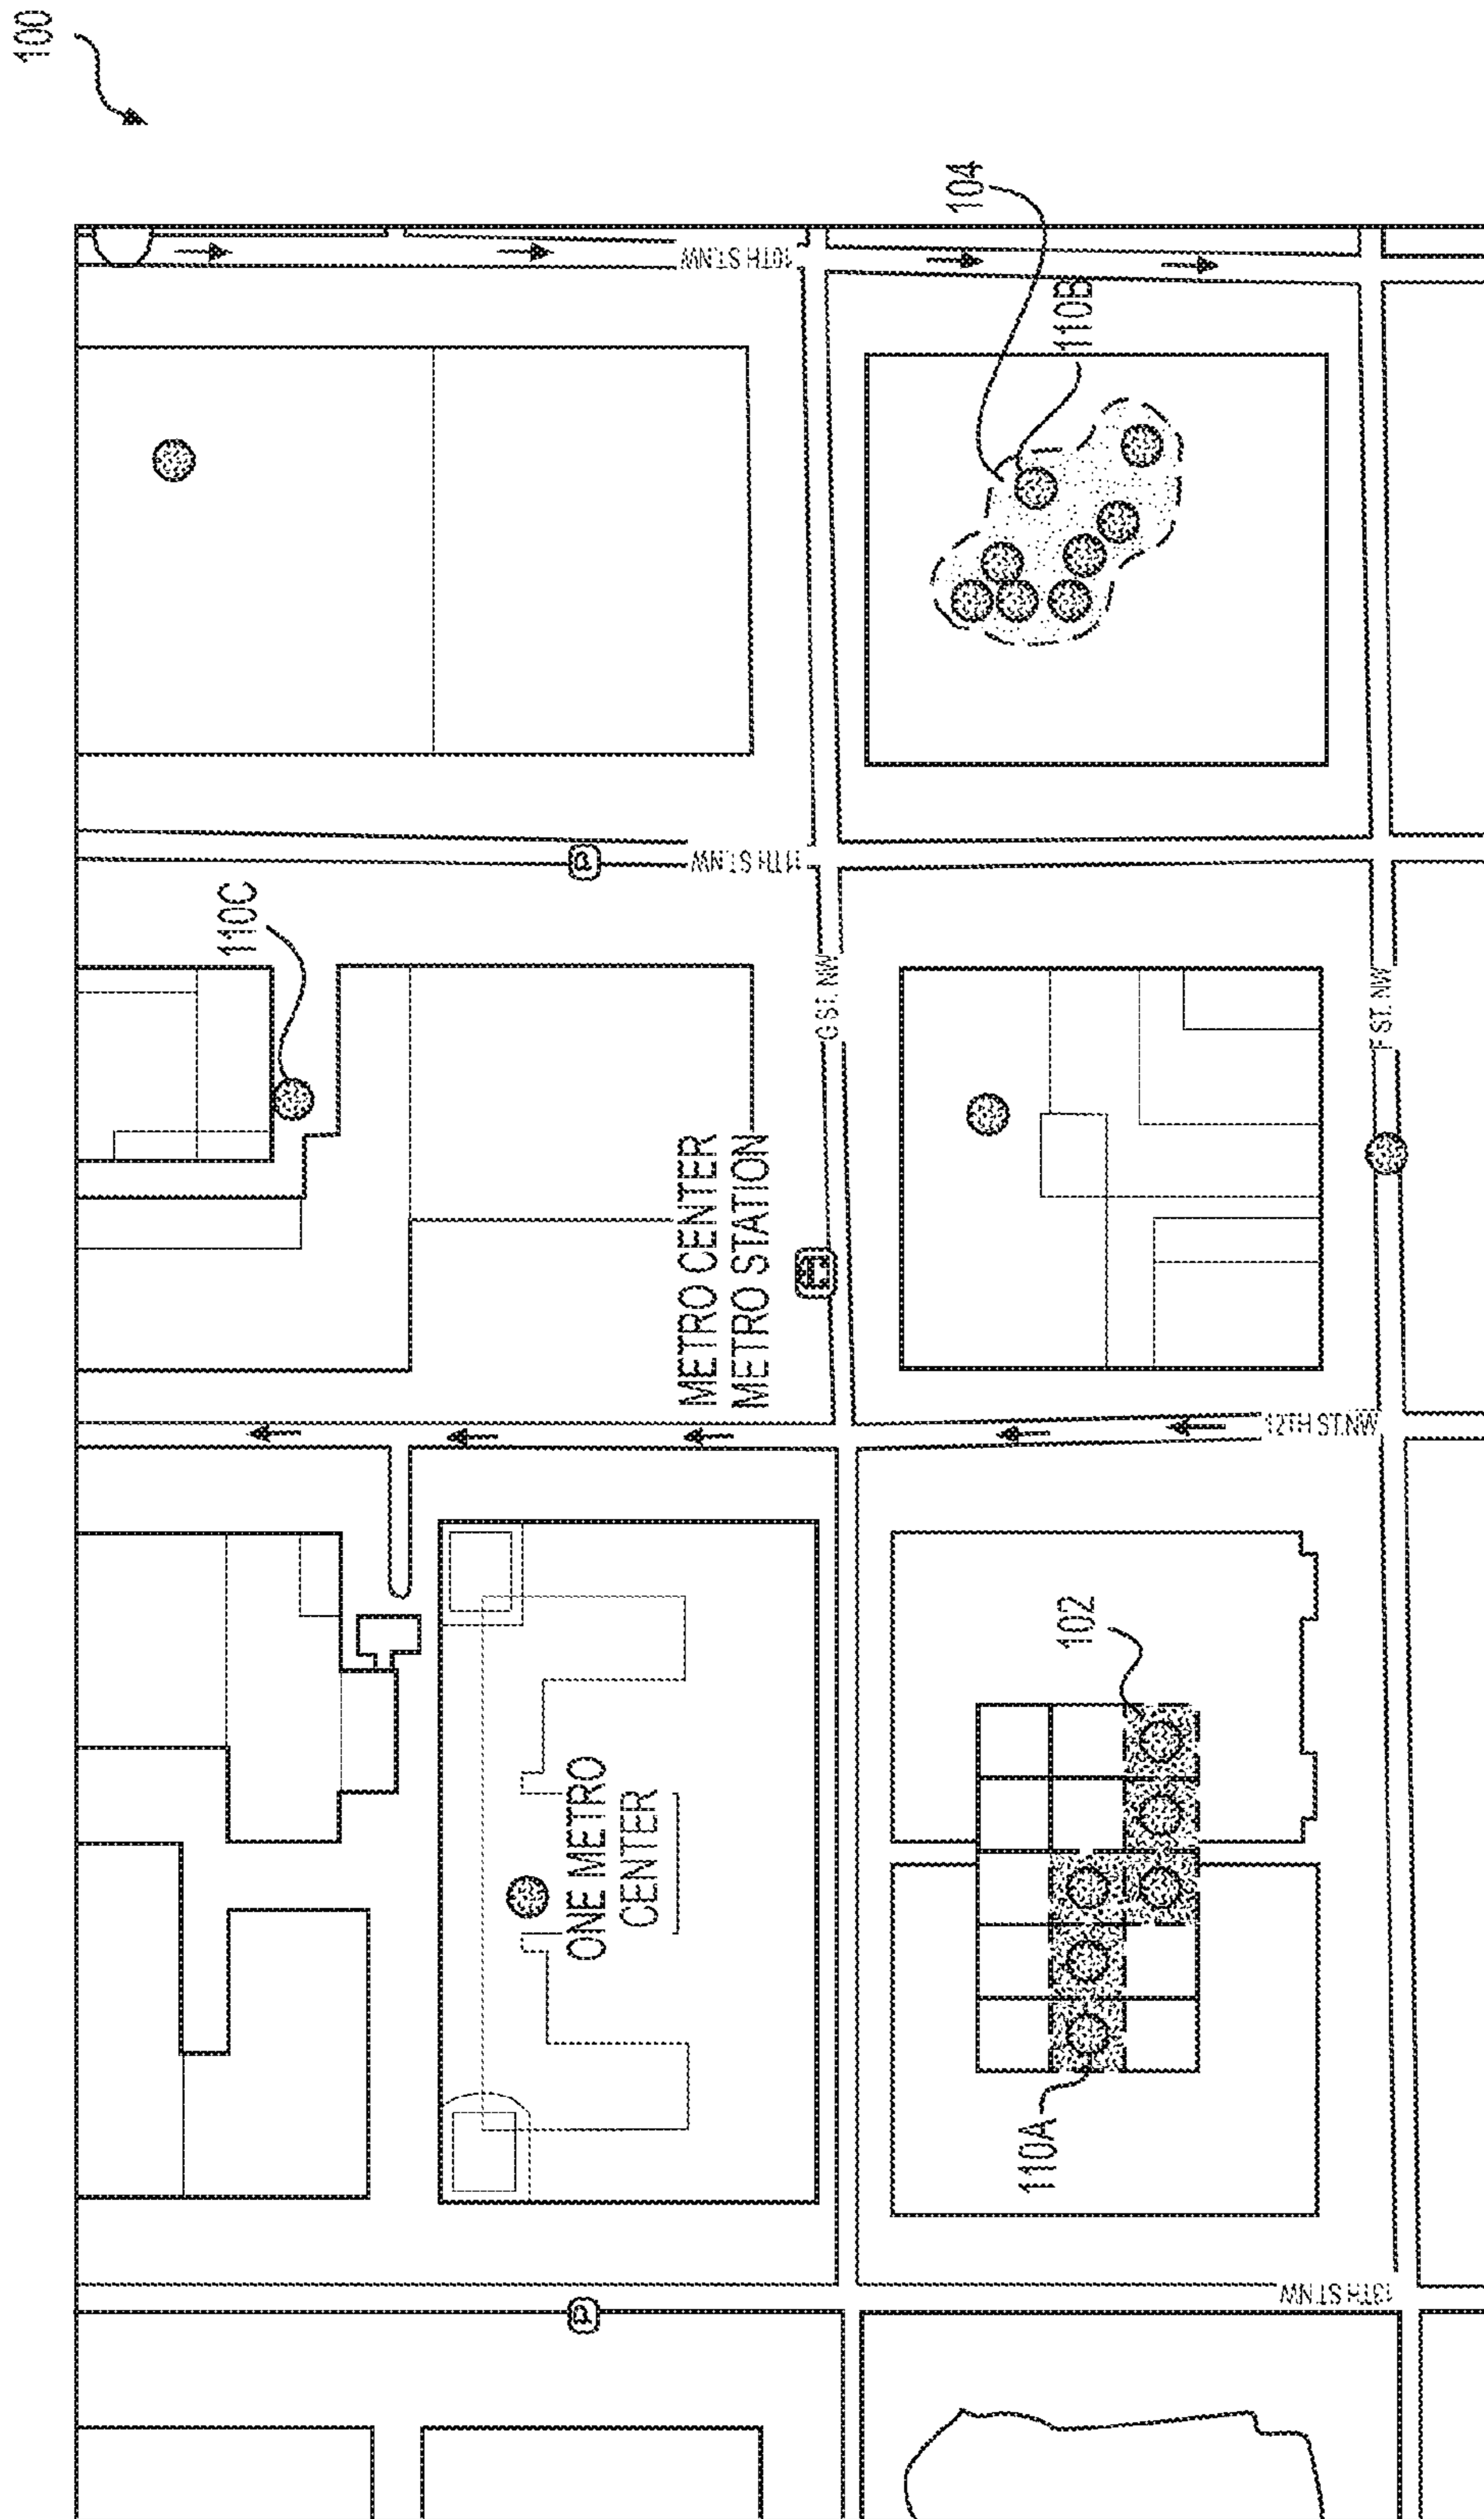 100
104
10TH ST.NW
110B
11TH ST.NW
110C
G ST. NW
F ST. NW
METRO CENTER
METRO STATION
12TH ST.NW
102
ONE METRO
CENTER
110A
13TH ST.NW